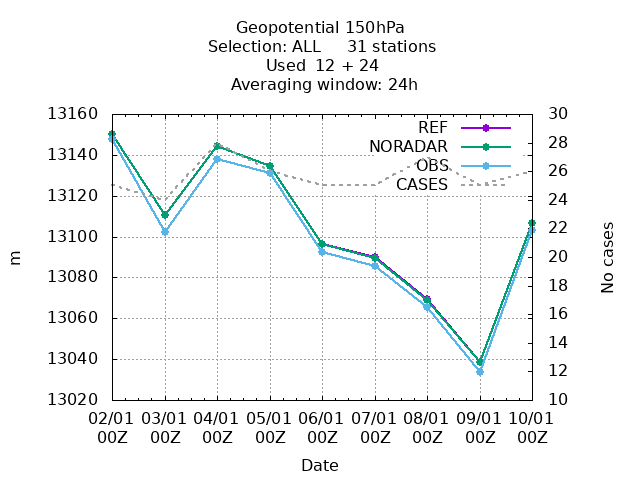 Geopotential 150hPa
Selection: ALL 31 stations
Used 12 + 24
Averaging window: 24h
13160
13140
13120
13100
13080
13060
13040
13020
m
30
28
26
24
22
20
18
16
14
12
10
No cases
REF
NORADAR
OBS
CASES
02/01 03/01 04/01 05/01 06/01 07/01 08/01 09/01 10/01
00Z 00Z 00Z 00Z 00Z 00Z 00Z 00Z 00Z
Date